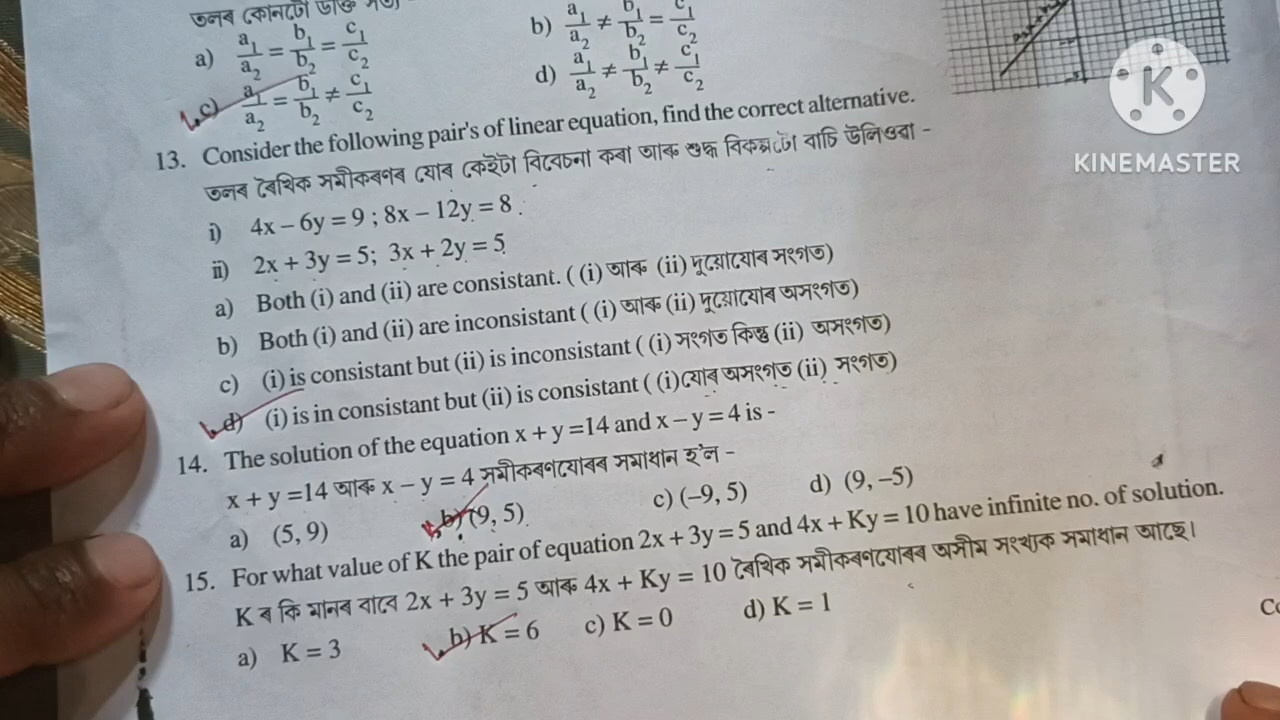 a) a₁/a₂ = b₁/b₂ = c₁/c₂ b) a₁/a₂ ≠ b₁/b₂ = c₁/c₂
c) a₁/a₂ = b₁/b₂ ≠ c₁/c₂ d) a₁/a₂ ≠ b₁/b₂ ≠ c₁/c₂
KINEMASTER
13. Consider the following pair's of linear equation, find the correct alternative.
তলৰ ৰৈখিক সমীকৰণৰ যোৰ কেইটা বিবেচনা কৰা আৰু শুদ্ধ বিকল্পটো বাচি উলিওৱা -
i) 4x – 6y = 9 ; 8x – 12y = 8
ii) 2x + 3y = 5; 3x + 2y = 5
a) Both (i) and (ii) are consistant. ( (i) আৰু (ii) দুয়োযোৰ সংগত)
b) Both (i) and (ii) are inconsistant ( (i) আৰু (ii) দুয়োযোৰ অসংগত)
c) (i) is consistant but (ii) is inconsistant ( (i) সংগত কিন্তু (ii) অসংগত)
d) (i) is in consistant but (ii) is consistant ( (i)যোৰ অসংগত (ii) সংগত)
14. The solution of the equation x + y =14 and x – y = 4 is -
x + y =14 আৰু x – y = 4 সমীকৰণযোৰৰ সমাধান হ'ল -
a) (5, 9) b) (9, 5) c) (–9, 5) d) (9, –5)
15. For what value of K the pair of equation 2x + 3y = 5 and 4x + Ky = 10 have infinite no. of solution.
K ৰ কি মানৰ বাবে 2x + 3y = 5 আৰু 4x + Ky = 10 ৰৈখিক সমীকৰণযোৰৰ অসীম সংখ্যক সমাধান আছে।
a) K = 3 b) K = 6 c) K = 0 d) K = 1